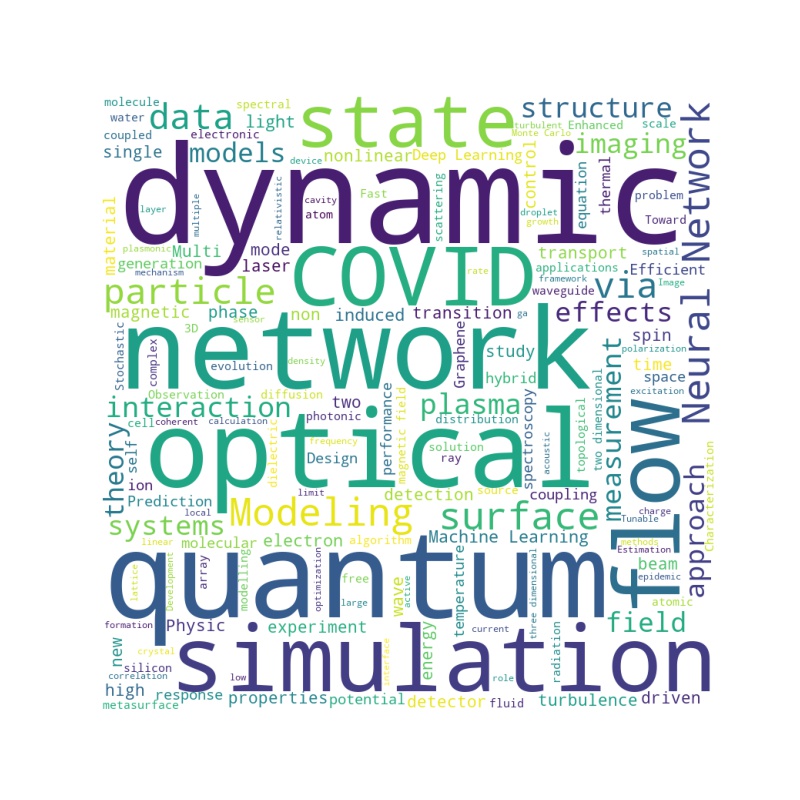 molecule
spectral
state
structure
water
data
light
turbulent
Enhanced
scale
coupled
electronic
Monte Carlo
single
models
device
nonlinear
Deep Learning
control
imaging
Neural Network
dynamic
scattering
equation
thermal
layer
multiple
relativistic
cavity
atom
Fast
droplet
growth
problem
Toward
material
plasmonic
Multi
mode
COVID
transport
spatial
generation
laser
rate
applications
via
Efficient
mechanism
framework
Image
particle
waveguide
magnetic
phase
non
induced
transition
ga
effects
3D
sensor
network
Stochastic
complex
evolution
density
Graphene
study
hybrid
measurement
spin
polarization
time
space
excitation
Observation
diffusion
two dimensional
interaction
two
performance
magnetic field
plasma
topological
flow
cell
coherent
calculation
photonic
distribution
optical
theory
self
frequency
dielectric
solution
spectroscopy
acoustic
Design
ray
ion
limit
detection
source
coupling
approach
Characterization
Prediction
local
Modeling
surface
charge
Tunable
systems
linear
molecular
electron
algorithm
Machine Learning
methods
Estimation
quantum
lattice
Development
array
modelling
optimization
free
large
wave
active
temperature
three dimensional
beam
epidemic
atomic
formation
Physic
experiment
current
field
new
crystal
simulation
energy
interface
radiation
silicon
correlation
low
role
high
response
properties
potential
detector
fluid
turbulence
driven
metasurface